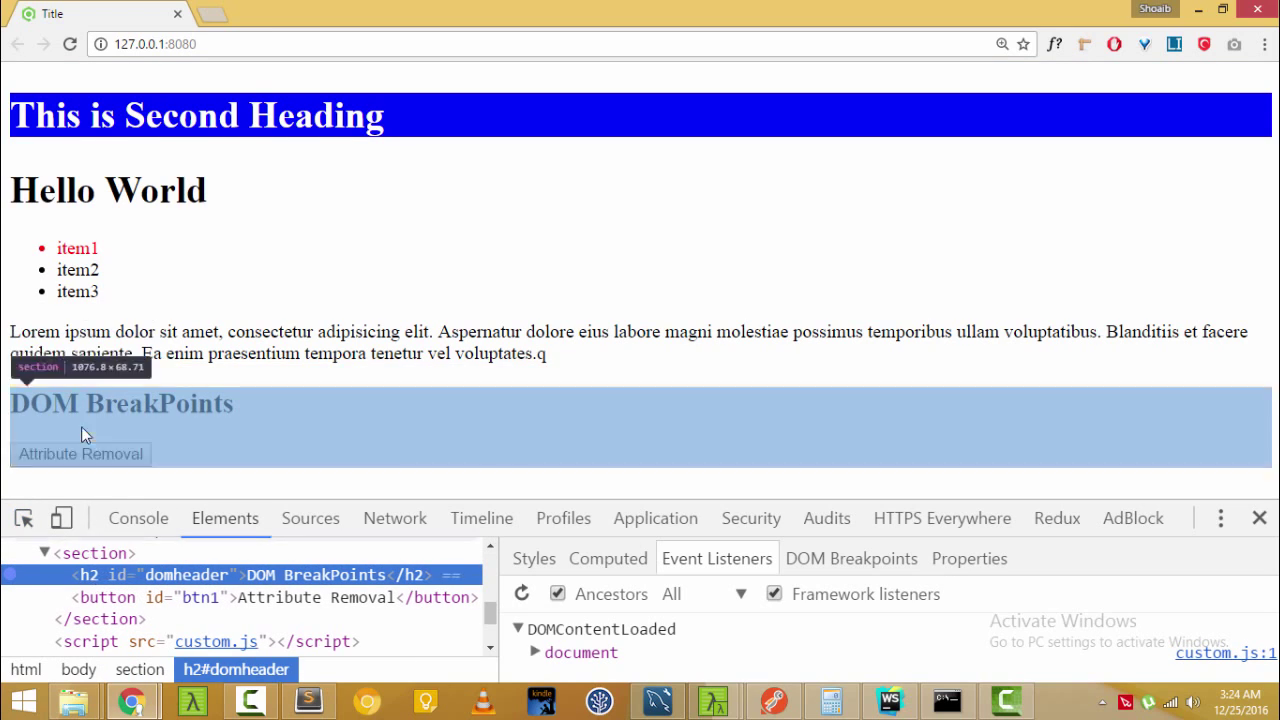 Title
Shoaib
127.0.0.1:8080
f?
LI
This is Second Heading
Hello World
item1
item2
item3
Lorem ipsum dolor sit amet, consectetur adipisicing elit. Aspernatur dolore eius labore magni molestiae possimus temporibus ullam voluptatibus. Blanditiis et facere
quidem sapiente. Ea enim praesentium tempora tenetur vel voluptates.q
section | 1076.8 × 68.71
DOM BreakPoints
Attribute Removal
Console Elements Sources Network Timeline Profiles Application Security Audits HTTPS Everywhere Redux AdBlock
<section>
<h2 id="domheader">DOM BreakPoints</h2> ==
<button id="btn1">Attribute Removal</button>
</section>
<script src="custom.js"></script>
html body section h2#domheader
Styles Computed Event Listeners DOM Breakpoints Properties
Ancestors All Framework listeners
DOMContentLoaded
document
custom.js:1
Activate Windows
Go to PC settings to activate Windows.
kindle
WS
3:24 AM
12/25/2016